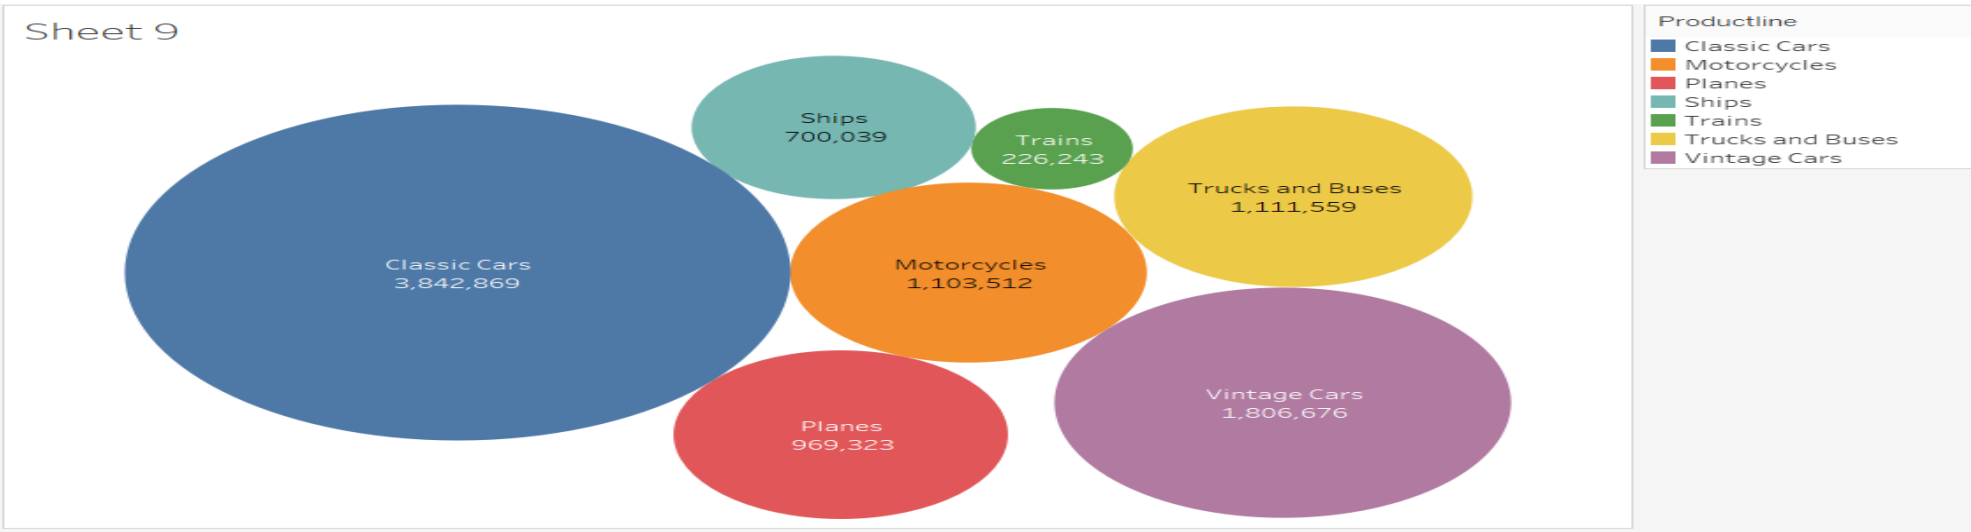 Sheet 9
Ships
700,039
Trains
226,243
Trucks and Buses
1,111,559
Classic Cars
3,842,869
Motorcycles
1,103,512
Vintage Cars
1,806,676
Planes
969,323
Productline
Classic Cars
Motorcycles
Planes
Ships
Trains
Trucks and Buses
Vintage Cars